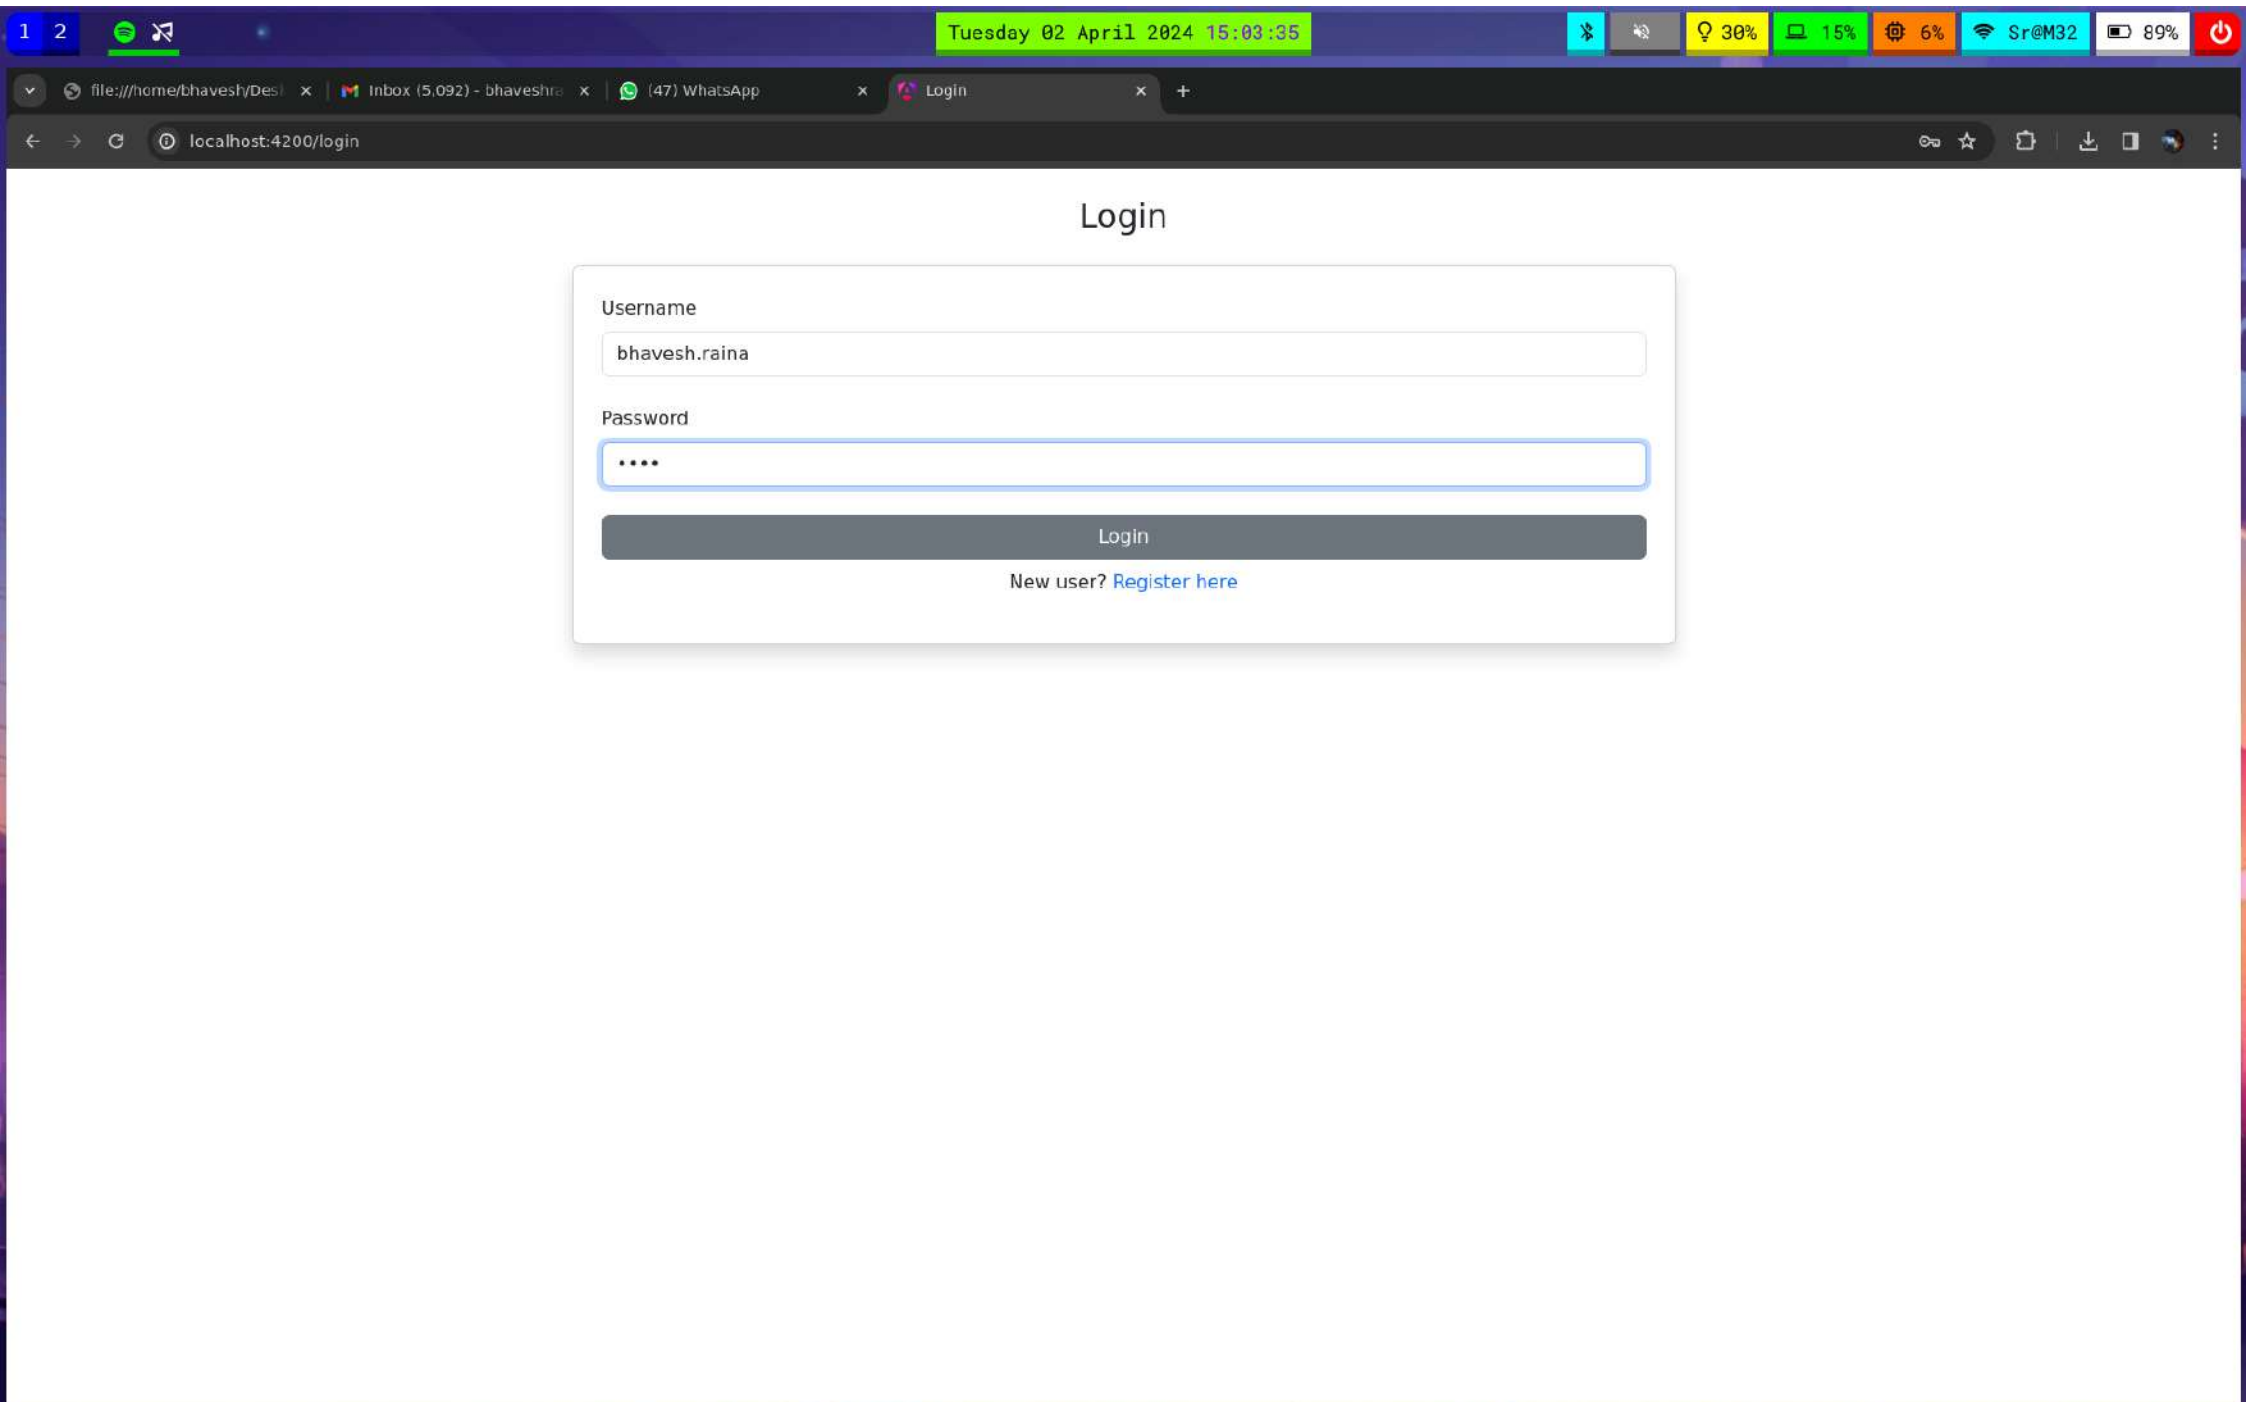 1 2 Tuesday 02 April 2024 15:03:35 30% 15% 6% Sr@M32 89%
file:///home/bhavesh/Des Inbox (5,092) - bhaveshra (47) WhatsApp Login
localhost:4200/login
Login
Username
bhavesh.raina
Password
••••
Login
New user? Register here